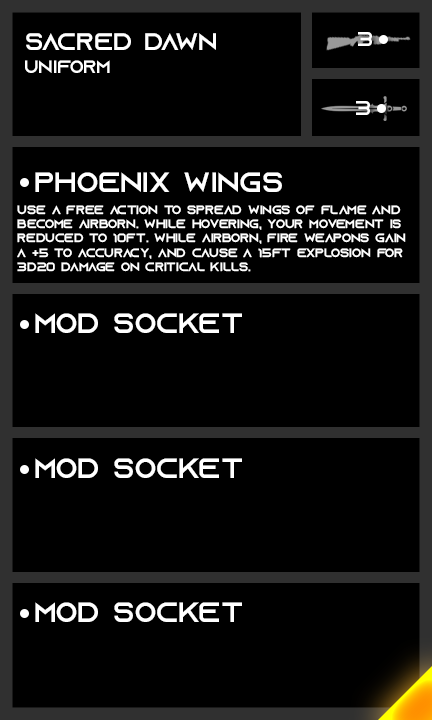 SACRED DAWN
UNIFORM
3•
3•
•PHOENIX WINGS
USE A FREE ACTION TO SPREAD WINGS OF FLAME AND
BECOME AIRBORN. WHILE HOVERING, YOUR MOVEMENT IS
REDUCED TO 10FT. WHILE AIRBORN, FIRE WEAPONS GAIN
A +5 TO ACCURACY, AND CAUSE A 15FT EXPLOSION FOR
3D20 DAMAGE ON CRITICAL KILLS.
•MOD SOCKET
•MOD SOCKET
•MOD SOCKET